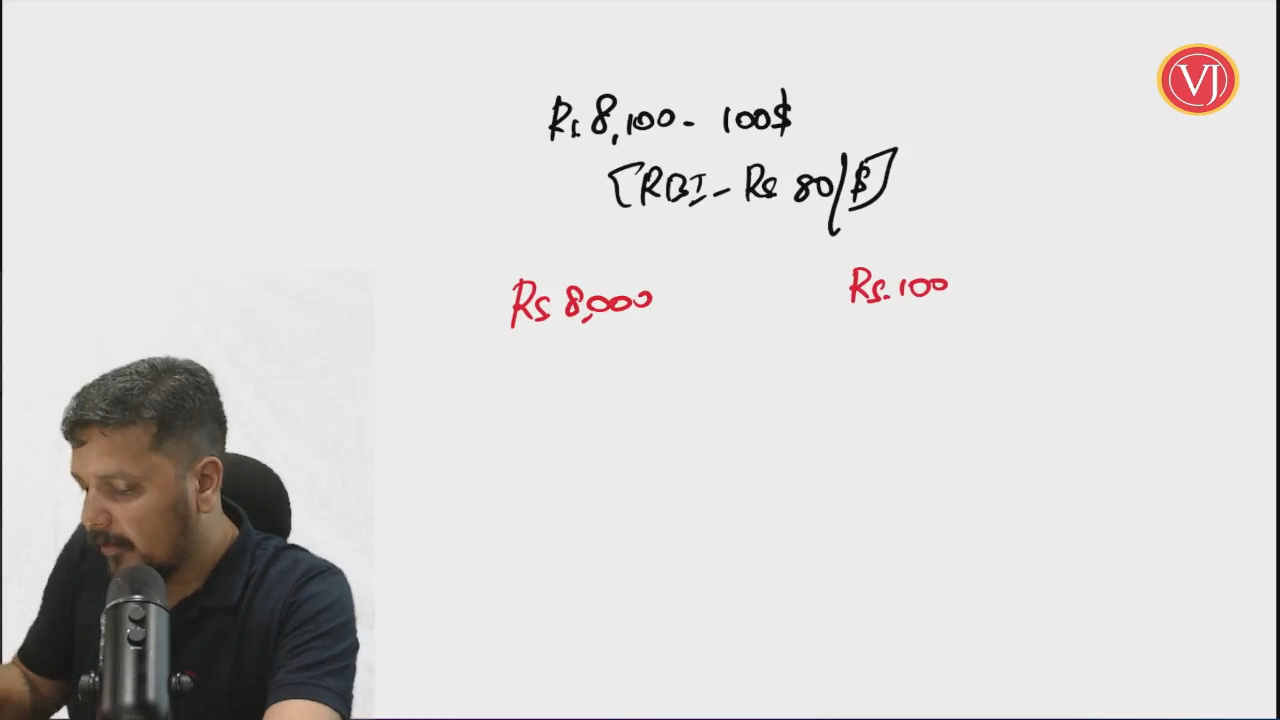 VJ
Rs 8,100 - 100$
[RBI - Rs 80/$]
Rs 8,000 Rs. 100